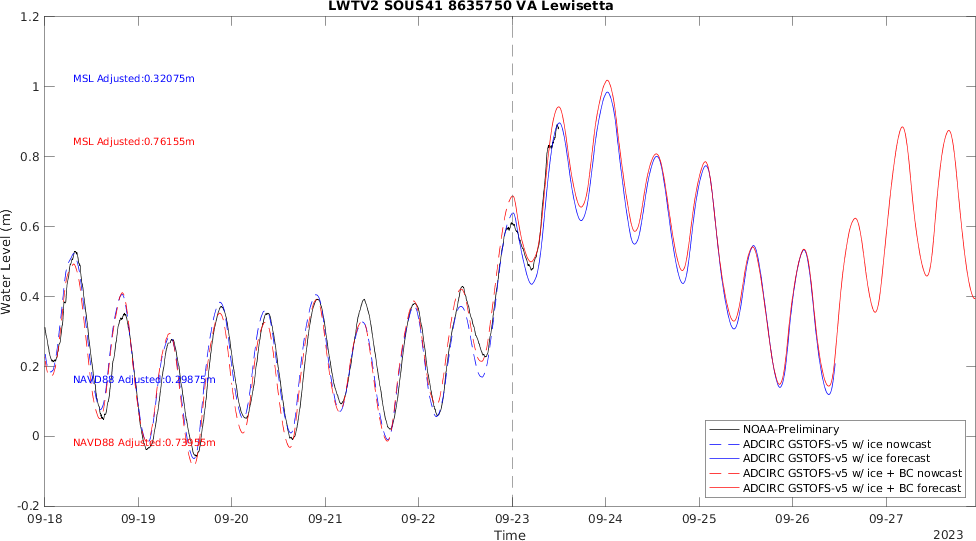 LWTV2 SOUS41 8635750 VA Lewisetta
1.2
1
0.8
0.6
0.4
0.2
0
-0.2
Water Level (m)
MSL Adjusted:0.32075m
MSL Adjusted:0.76155m
NAVD88 Adjusted:0.29875m
NAVD88 Adjusted:0.73955m
NOAA-Preliminary
ADCIRC GSTOFS-v5 w/ ice nowcast
ADCIRC GSTOFS-v5 w/ ice forecast
ADCIRC GSTOFS-v5 w/ ice + BC nowcast
ADCIRC GSTOFS-v5 w/ ice + BC forecast
09-18 09-19 09-20 09-21 09-22 09-23 09-24 09-25 09-26 09-27
Time
2023